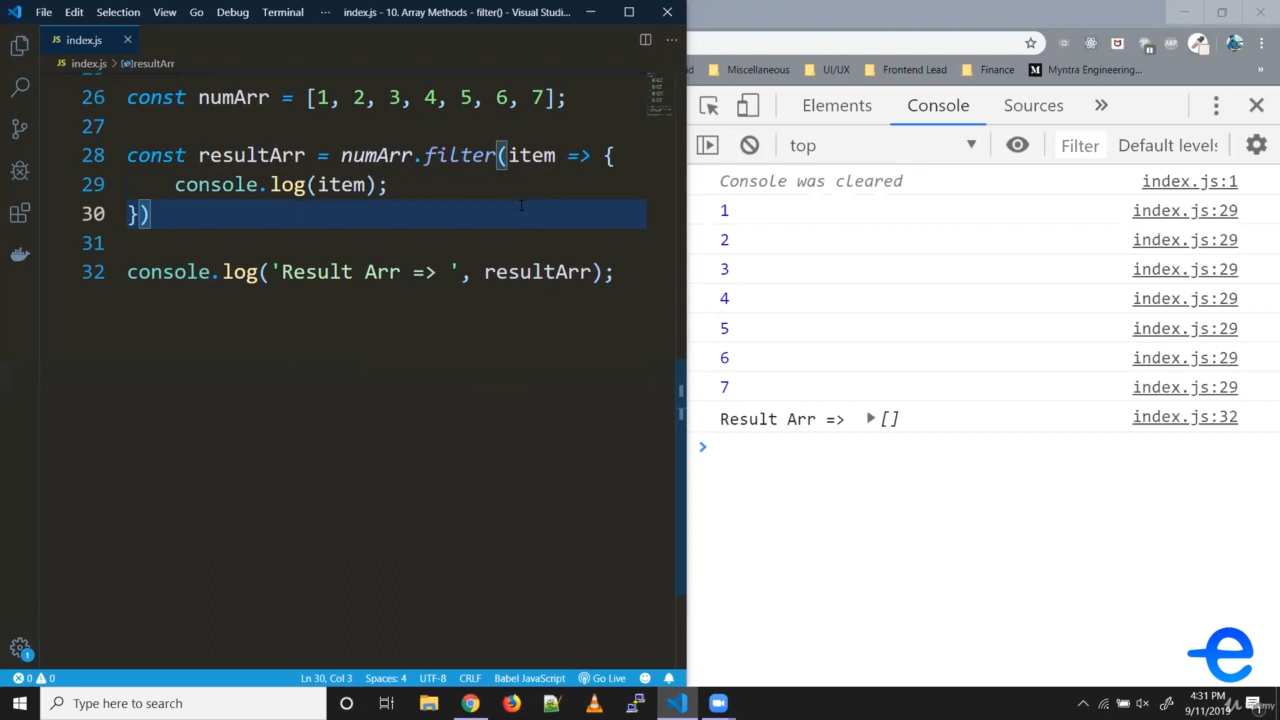 File Edit Selection View Go Debug Terminal ··· index.js - 10. Array Methods - filter() - Visual Studi...
JS index.js ×
JS index.js > resultArr
26 const numArr = [1, 2, 3, 4, 5, 6, 7];
27
28 const resultArr = numArr.filter(item => {
29 console.log(item);
30 })
31
32 console.log('Result Arr => ', resultArr);
1
0 0 Ln 30, Col 3 Spaces: 4 UTF-8 CRLF Babel JavaScript Go Live
Miscellaneous UI/UX Frontend Lead Finance Myntra Engineering... »
Elements Console Sources »
top Filter Default levels
Console was cleared index.js:1
1 index.js:29
2 index.js:29
3 index.js:29
4 index.js:29
5 index.js:29
6 index.js:29
7 index.js:29
Result Arr => [] index.js:32
>
Type here to search
4:31 PM
9/11/2019